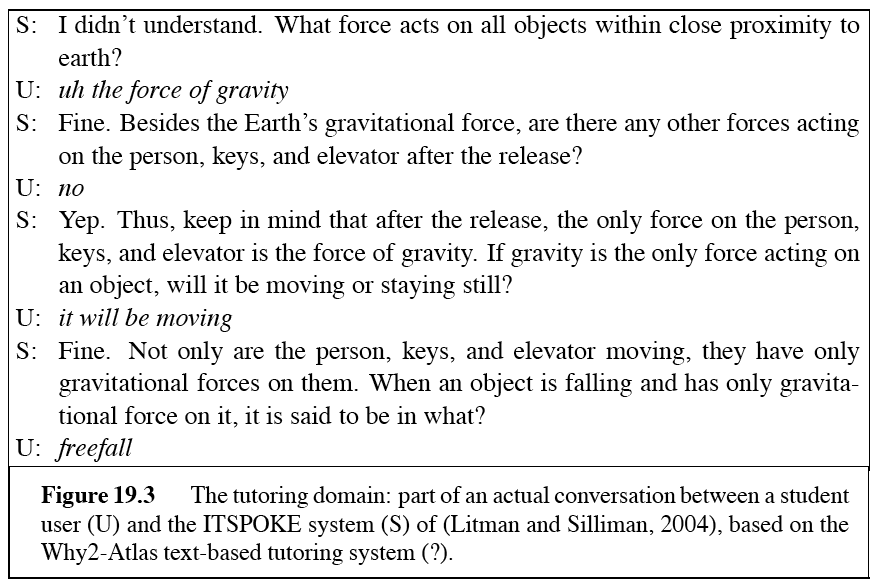 S: I didn't understand. What force acts on all objects within close proximity to
earth?
U: uh the force of gravity
S: Fine. Besides the Earth's gravitational force, are there any other forces acting
on the person, keys, and elevator after the release?
U: no
S: Yep. Thus, keep in mind that after the release, the only force on the person,
keys, and elevator is the force of gravity. If gravity is the only force acting on
an object, will it be moving or staying still?
U: it will be moving
S: Fine. Not only are the person, keys, and elevator moving, they have only
gravitational forces on them. When an object is falling and has only gravita-
tional force on it, it is said to be in what?
U: freefall
Figure 19.3 The tutoring domain: part of an actual conversation between a student
user (U) and the ITSPOKE system (S) of (Litman and Silliman, 2004), based on the
Why2-Atlas text-based tutoring system (?).